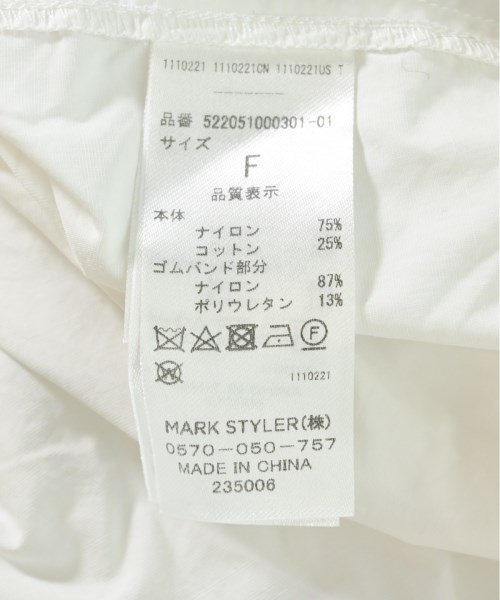 1110221 1110221CN 1110221US T
品番 522051000301-01
サイズ
F
品質表示
本体
ナイロン 75%
コットン 25%
ゴムバンド部分
ナイロン 87%
ポリウレタン 13%
F
W
1110221
MARK STYLER(株)
0570-050-757
MADE IN CHINA
235006